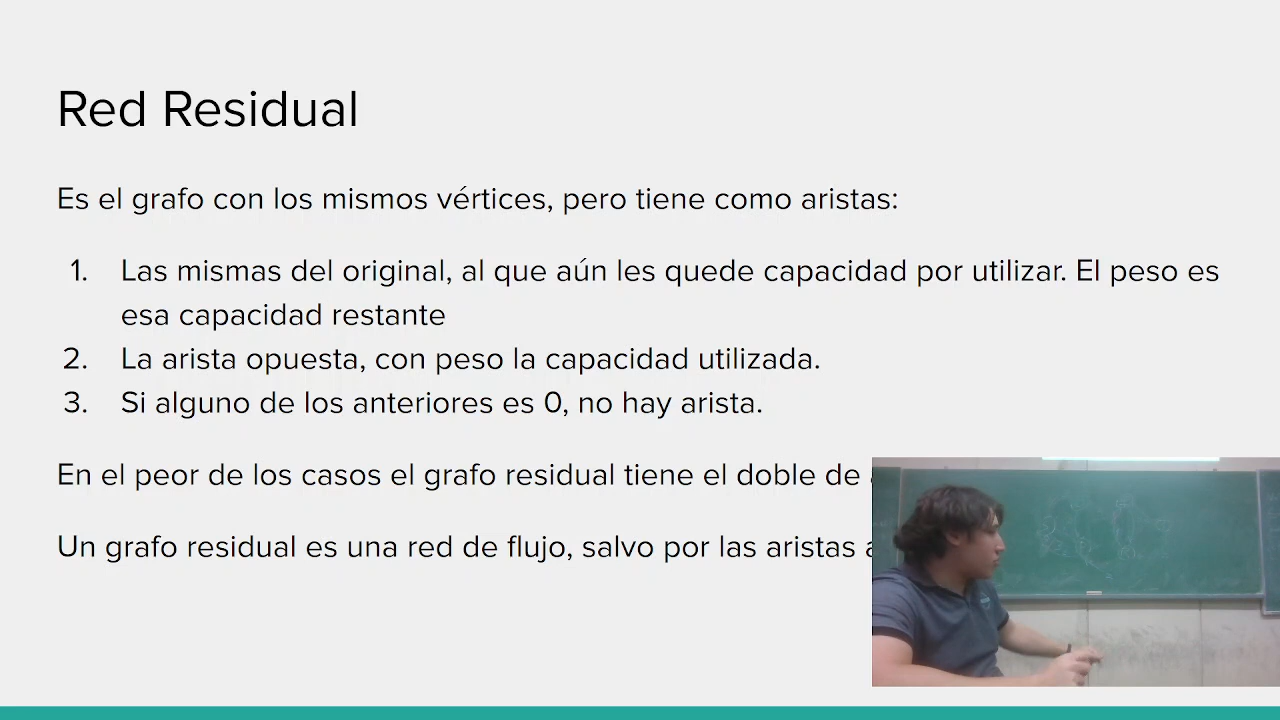 Red Residual
Es el grafo con los mismos vértices, pero tiene como aristas:
1. Las mismas del original, al que aún les quede capacidad por utilizar. El peso es
esa capacidad restante
2. La arista opuesta, con peso la capacidad utilizada.
3. Si alguno de los anteriores es 0, no hay arista.
En el peor de los casos el grafo residual tiene el doble de
Un grafo residual es una red de flujo, salvo por las aristas